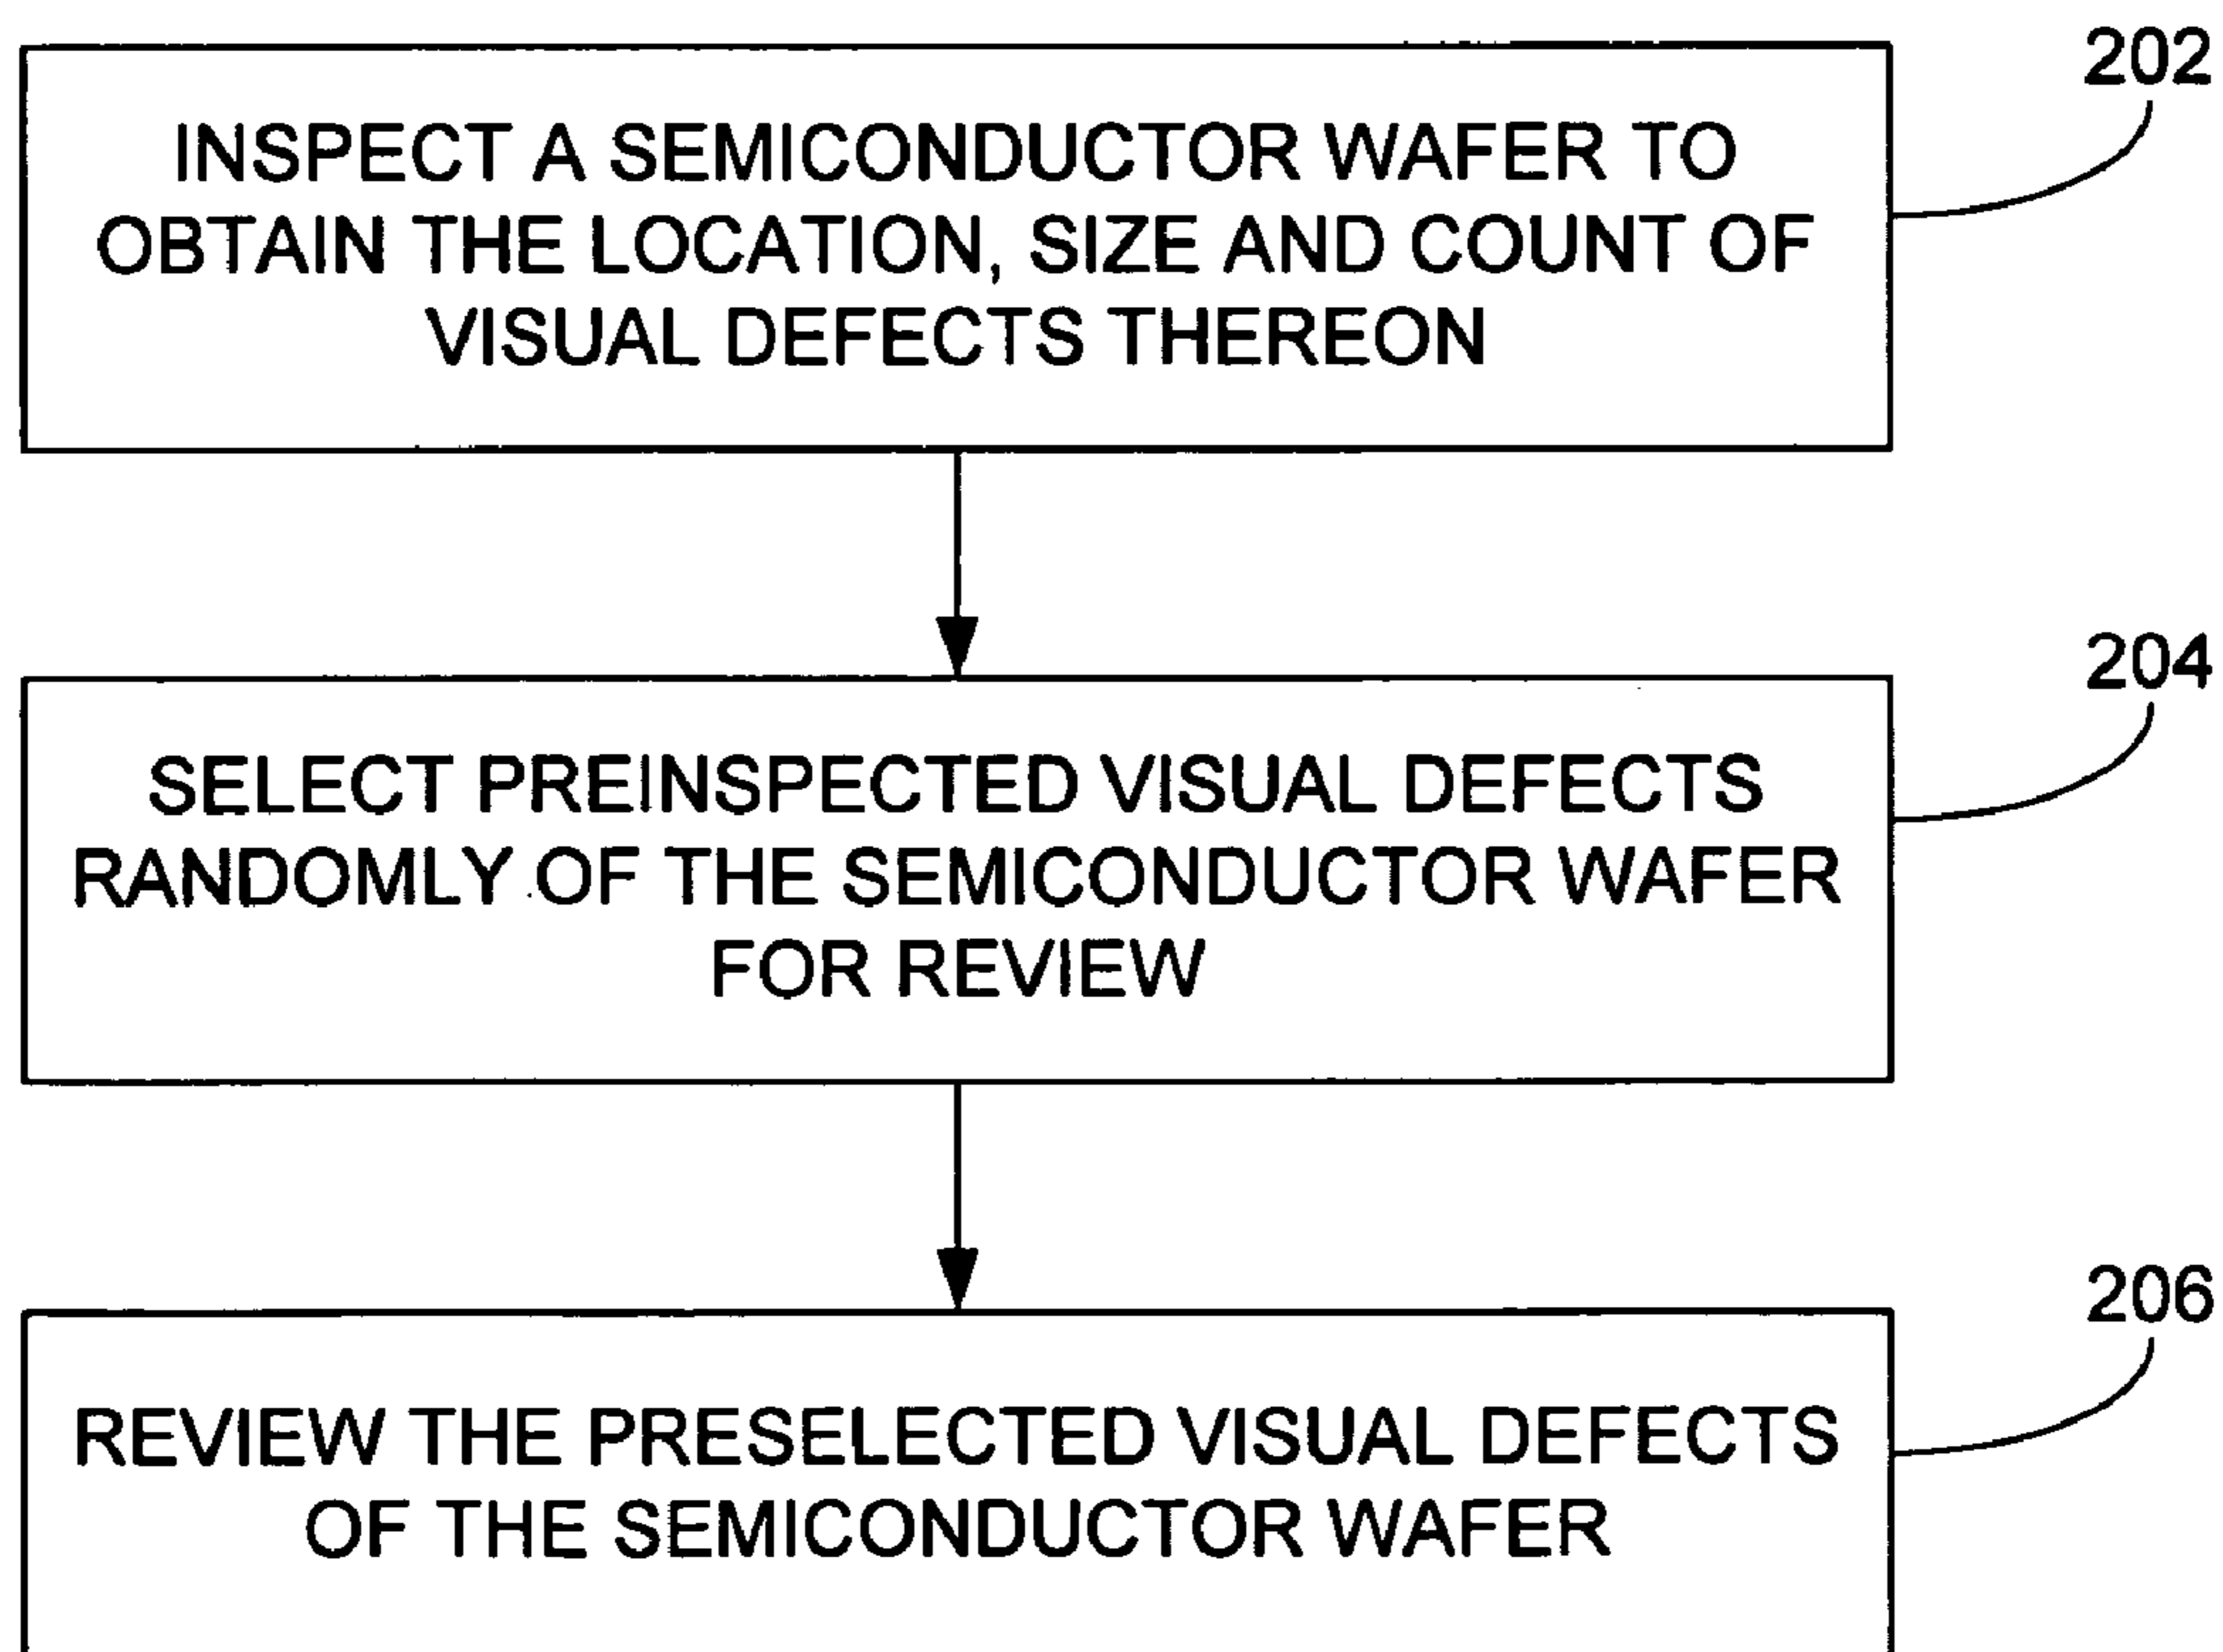 202
INSPECT A SEMICONDUCTOR WAFER TO
OBTAIN THE LOCATION, SIZE AND COUNT OF
VISUAL DEFECTS THEREON
204
SELECT PREINSPECTED VISUAL DEFECTS
RANDOMLY OF THE SEMICONDUCTOR WAFER
FOR REVIEW
206
REVIEW THE PRESELECTED VISUAL DEFECTS
OF THE SEMICONDUCTOR WAFER